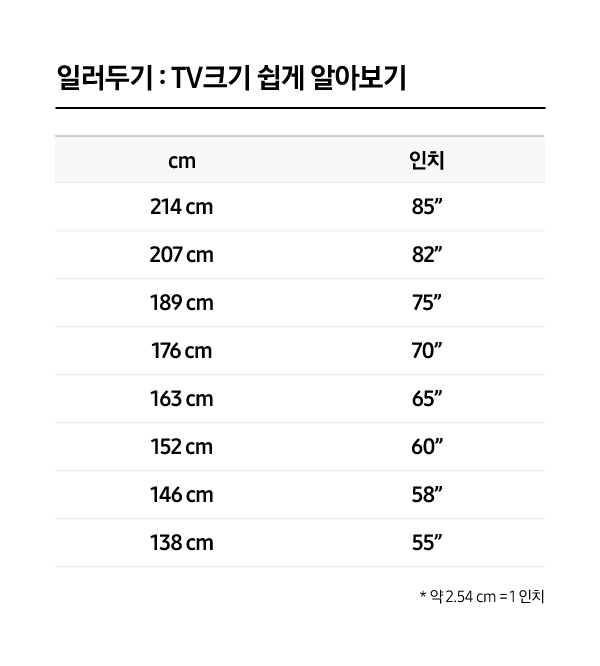 일러두기 : TV크기 쉽게 알아보기
cm 인치
214 cm 85”
207 cm 82”
189 cm 75”
176 cm 70”
163 cm 65”
152 cm 60”
146 cm 58”
138 cm 55”
* 약 2.54 cm = 1 인치